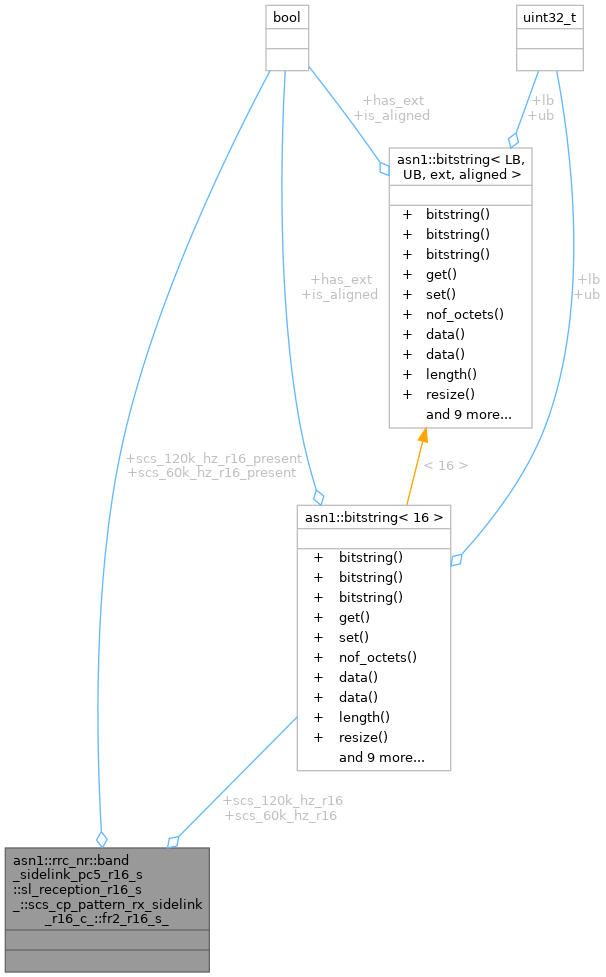 bool
uint32_t
+has_ext
+is_aligned
+lb
+ub
asn1::bitstring< LB,
UB, ext, aligned >
+ bitstring()
+ bitstring()
+ bitstring()
+ get()
+ set()
+ nof_octets()
+ data()
+ data()
+ length()
+ resize()
and 9 more...
+has_ext
+is_aligned
+lb
+ub
+scs_120k_hz_r16_present
+scs_60k_hz_r16_present
< 16 >
asn1::bitstring< 16 >
+ bitstring()
+ bitstring()
+ bitstring()
+ get()
+ set()
+ nof_octets()
+ data()
+ data()
+ length()
+ resize()
and 9 more...
+scs_120k_hz_r16
+scs_60k_hz_r16
asn1::rrc_nr::band
_sidelink_pc5_r16_s
::sl_reception_r16_s
_::scs_cp_pattern_rx_sidelink
_r16_c_::fr2_r16_s_